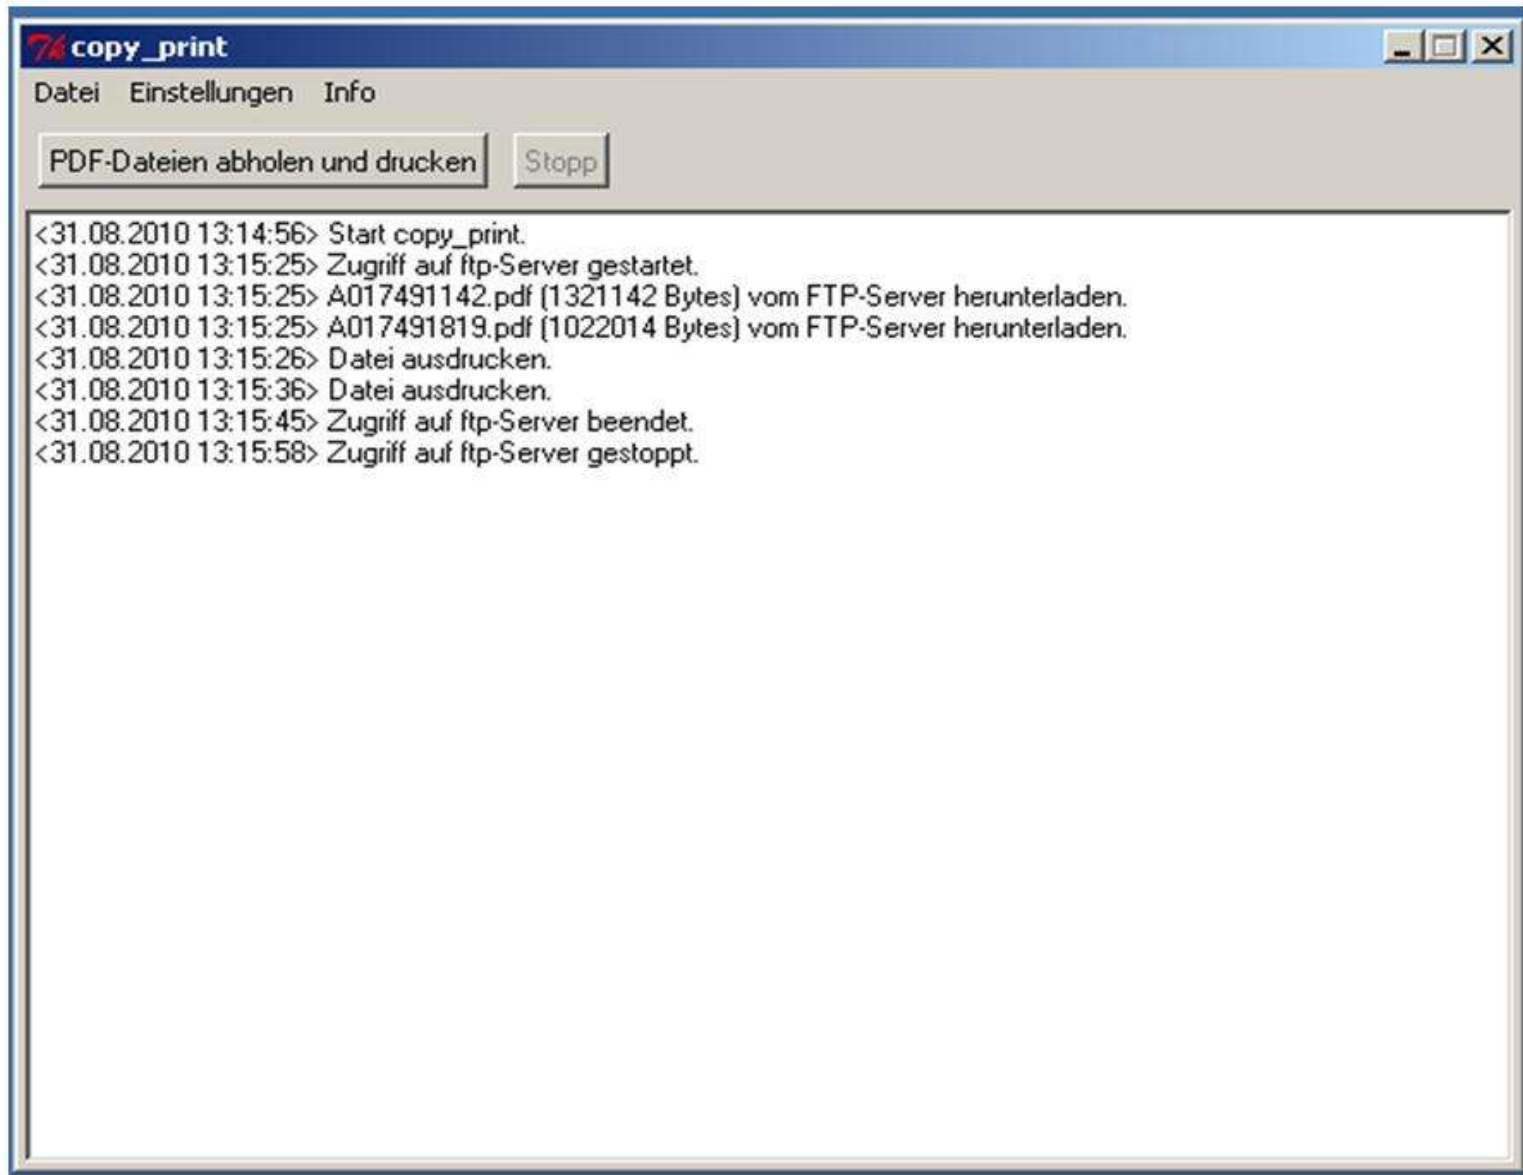 copy_print
Datei Einstellungen Info
PDF-Dateien abholen und drucken Stopp
<31.08.2010 13:14:56> Start copy_print.
<31.08.2010 13:15:25> Zugriff auf ftp-Server gestartet.
<31.08.2010 13:15:25> A017491142.pdf (1321142 Bytes) vom FTP-Server herunterladen.
<31.08.2010 13:15:25> A017491819.pdf (1022014 Bytes) vom FTP-Server herunterladen.
<31.08.2010 13:15:26> Datei ausdrucken.
<31.08.2010 13:15:36> Datei ausdrucken.
<31.08.2010 13:15:45> Zugriff auf ftp-Server beendet.
<31.08.2010 13:15:58> Zugriff auf ftp-Server gestoppt.